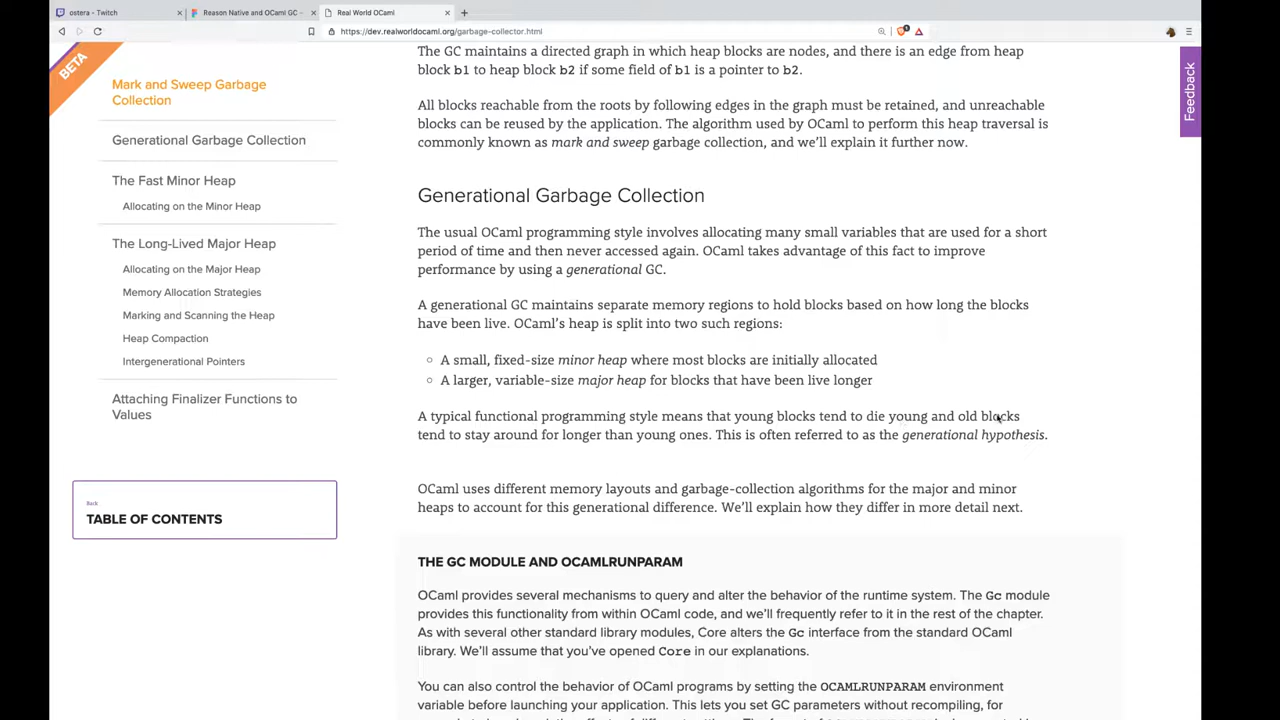 ostera - Twitch
Reason Native and OCaml GC -
Real World OCaml
https://dev.realworldocaml.org/garbage-collector.html
BETA
Mark and Sweep Garbage
Collection
Generational Garbage Collection
The Fast Minor Heap
Allocating on the Minor Heap
The Long-Lived Major Heap
Allocating on the Major Heap
Memory Allocation Strategies
Marking and Scanning the Heap
Heap Compaction
Intergenerational Pointers
Attaching Finalizer Functions to
Values
Back
TABLE OF CONTENTS
The GC maintains a directed graph in which heap blocks are nodes, and there is an edge from heap
block b1 to heap block b2 if some field of b1 is a pointer to b2.
All blocks reachable from the roots by following edges in the graph must be retained, and unreachable
blocks can be reused by the application. The algorithm used by OCaml to perform this heap traversal is
commonly known as mark and sweep garbage collection, and we'll explain it further now.
Generational Garbage Collection
The usual OCaml programming style involves allocating many small variables that are used for a short
period of time and then never accessed again. OCaml takes advantage of this fact to improve
performance by using a generational GC.
A generational GC maintains separate memory regions to hold blocks based on how long the blocks
have been live. OCaml's heap is split into two such regions:
A small, fixed-size minor heap where most blocks are initially allocated
A larger, variable-size major heap for blocks that have been live longer
A typical functional programming style means that young blocks tend to die young and old blocks
tend to stay around for longer than young ones. This is often referred to as the generational hypothesis.
OCaml uses different memory layouts and garbage-collection algorithms for the major and minor
heaps to account for this generational difference. We'll explain how they differ in more detail next.
THE GC MODULE AND OCAMLRUNPARAM
OCaml provides several mechanisms to query and alter the behavior of the runtime system. The Gc module
provides this functionality from within OCaml code, and we'll frequently refer to it in the rest of the chapter.
As with several other standard library modules, Core alters the Gc interface from the standard OCaml
library. We'll assume that you've opened Core in our explanations.
You can also control the behavior of OCaml programs by setting the OCAMLRUNPARAM environment
variable before launching your application. This lets you set GC parameters without recompiling, for
Feedback